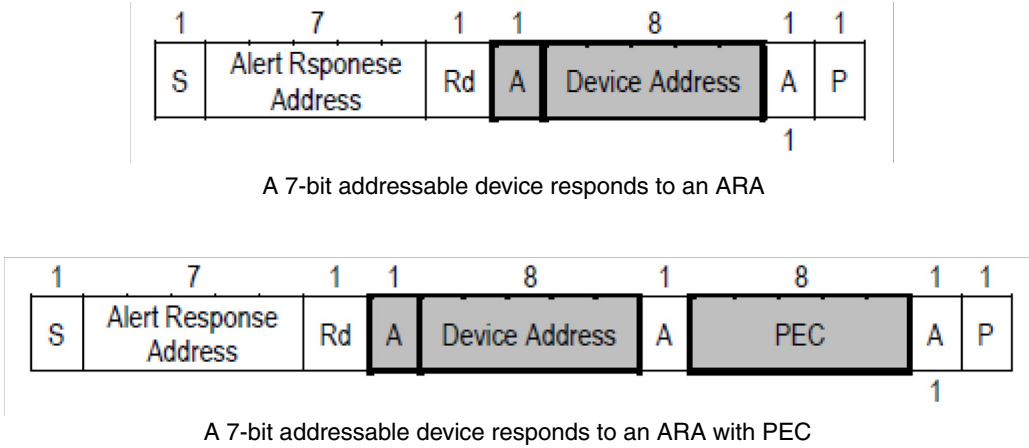 1 7 1 1 8 1 1
S Alert Rsponese Address Rd A Device Address A P
1
A 7-bit addressable device responds to an ARA
1 7 1 1 8 1 8 1 1
S Alert Response Address Rd A Device Address A PEC A P
1
A 7-bit addressable device responds to an ARA with PEC